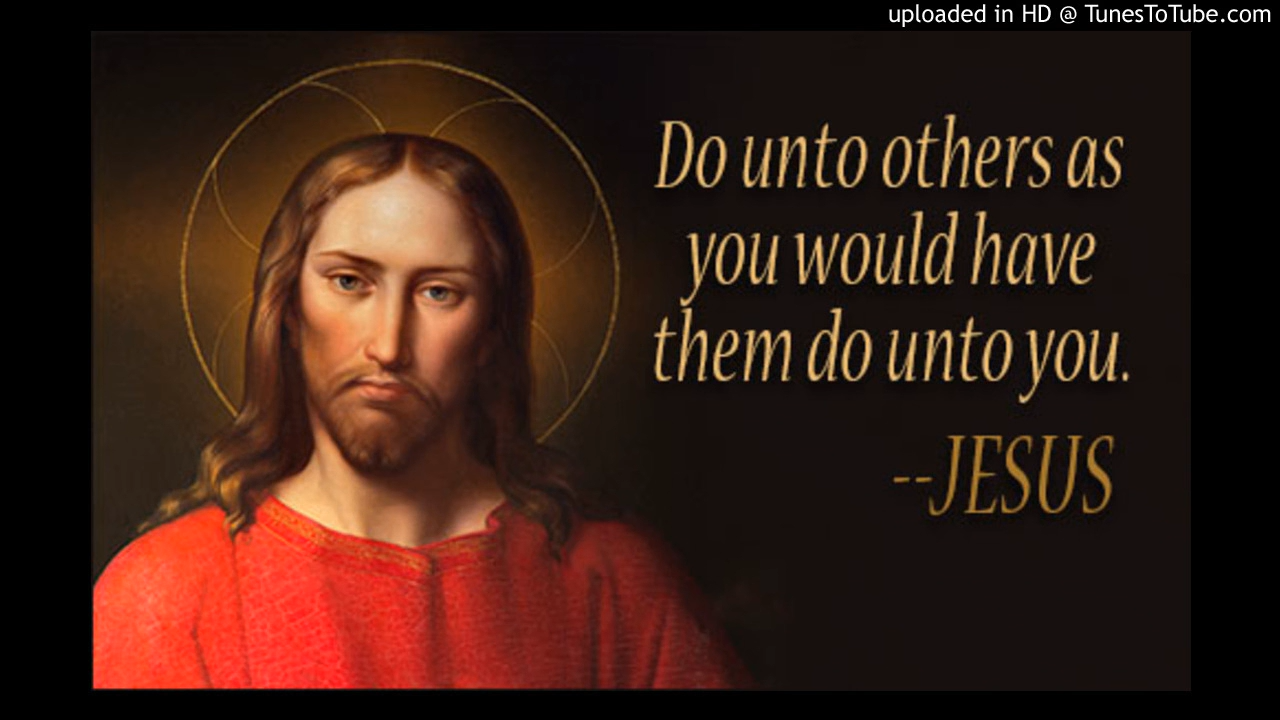 uploaded in HD @ TunesToTube.com
Do unto others as
you would have
them do unto you.
--JESUS